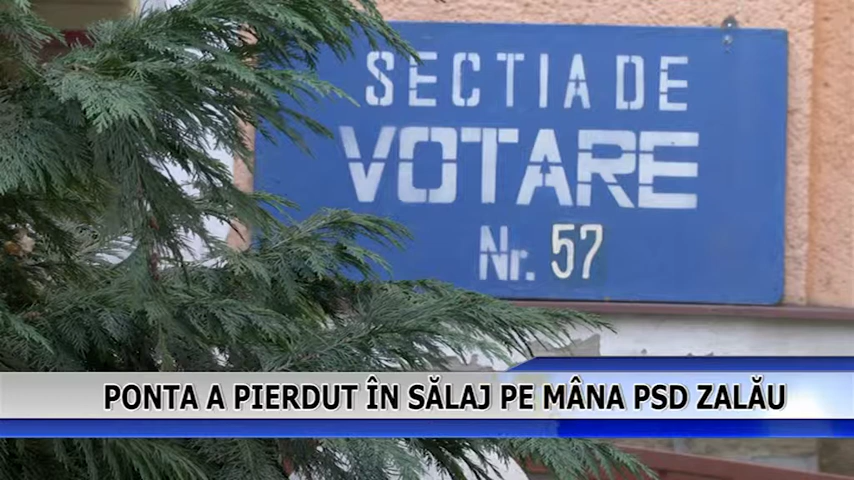 SECTIA DE
VOTARE
Nr. 57
PONTA A PIERDUT ÎN SĂLAJ PE MÂNA PSD ZALĂU